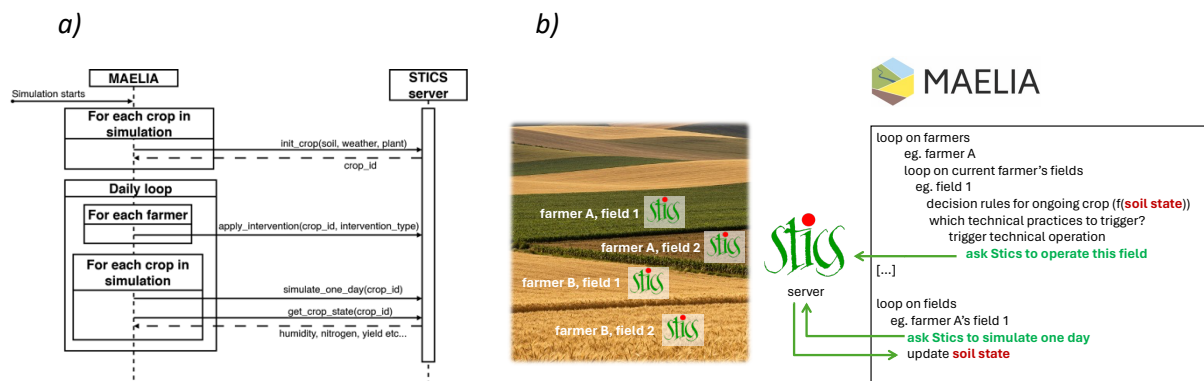 a)
MAELIA
STICS
server
Simulation starts
For each crop in
simulation
init_crop(soil, weather, plant)
crop_id
Daily loop
For each farmer
apply_intervention(crop_id, intervention_type)
For each crop in
simulation
simulate_one_day(crop_id)
get_crop_state(crop_id)
humidity, nitrogen, yield etc...
b)
farmer A, field 1
stics
farmer A, field 2
stics
farmer B, field 1
stics
farmer B, field 2
stics
stics
server
MAELIA
loop on farmers
eg. farmer A
loop on current farmer's fields
eg. field 1
decision rules for ongoing crop (f(soil state))
which technical practices to trigger?
trigger technical operation
ask Stics to operate this field
[...]
loop on fields
eg. farmer A's field 1
ask Stics to simulate one day
update soil state